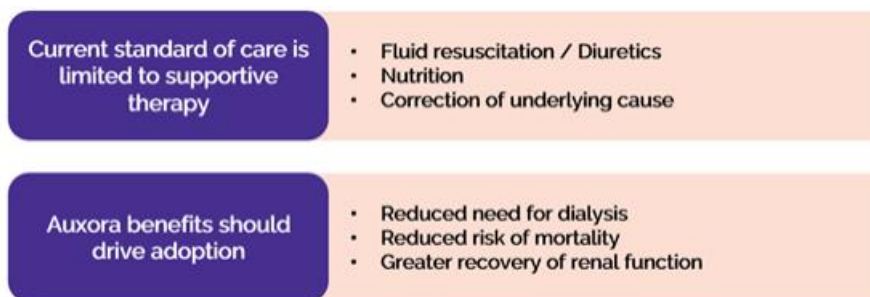 Current standard of care is
limited to supportive
therapy
• Fluid resuscitation / Diuretics
• Nutrition
• Correction of underlying cause
Auxora benefits should
drive adoption
• Reduced need for dialysis
• Reduced risk of mortality
• Greater recovery of renal function